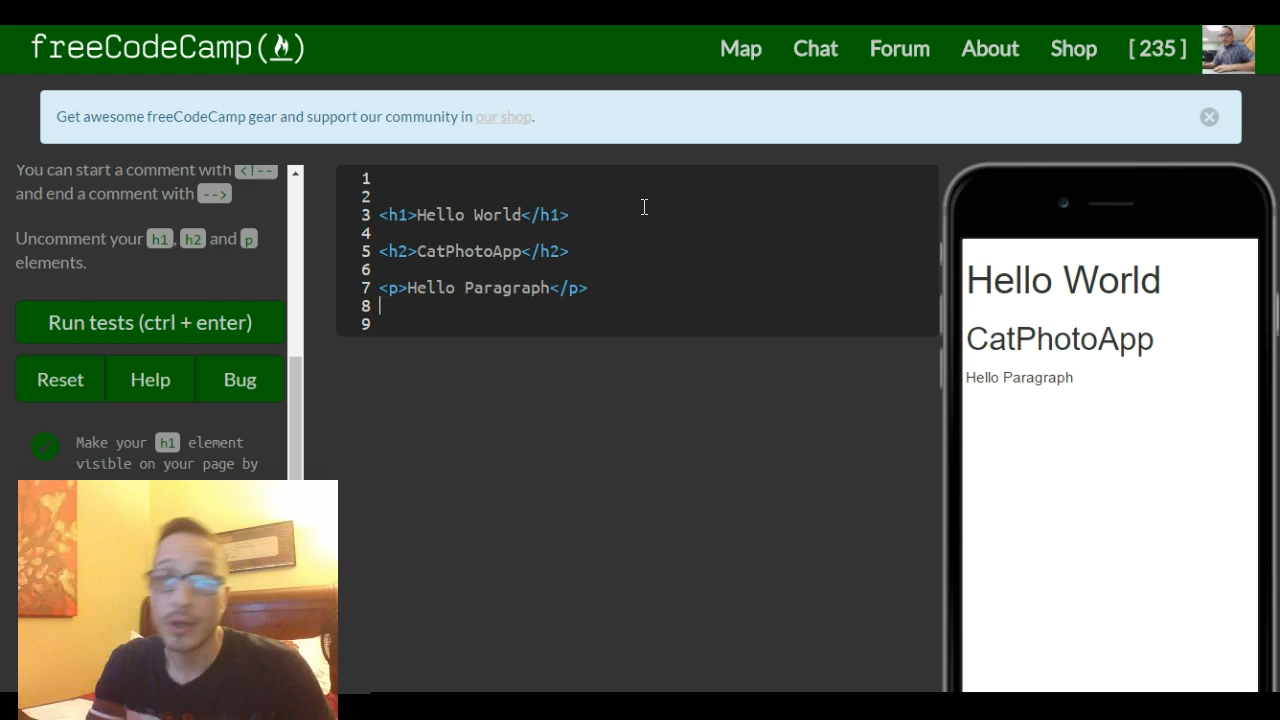 freeCodeCamp(🔥)
Map Chat Forum About Shop [ 235 ]
Get awesome freeCodeCamp gear and support our community in our shop.
You can start a comment with <!--
and end a comment with -->
Uncomment your h1, h2 and p
elements.
Run tests (ctrl + enter)
Reset Help Bug
Make your h1 element
visible on your page by
1
2
3 <h1>Hello World</h1>
4
5 <h2>CatPhotoApp</h2>
6
7 <p>Hello Paragraph</p>
8
9
Hello World
CatPhotoApp
Hello Paragraph